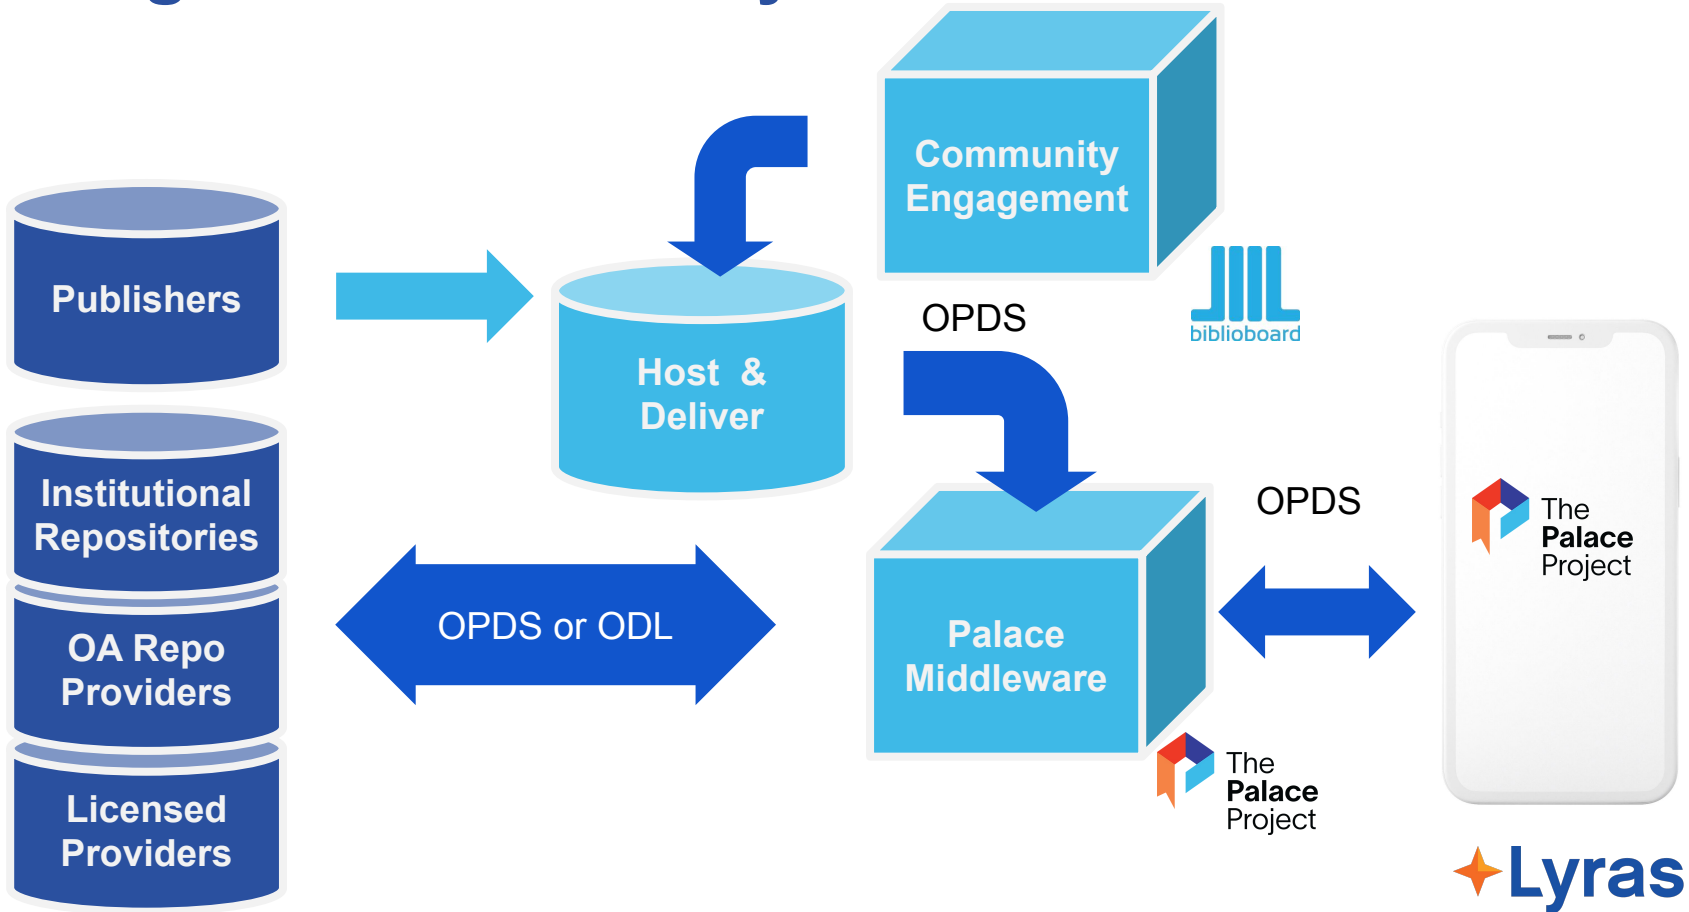 Community
Engagement
Publishers
biblioboard
OPDS
Host & 
Deliver
Institutional
Repositories
OPDS
The
Palace
Project
OPDS or ODL
OA Repo
Providers
Palace
Middleware
The
Palace
Project
Licensed
Providers
Lyras